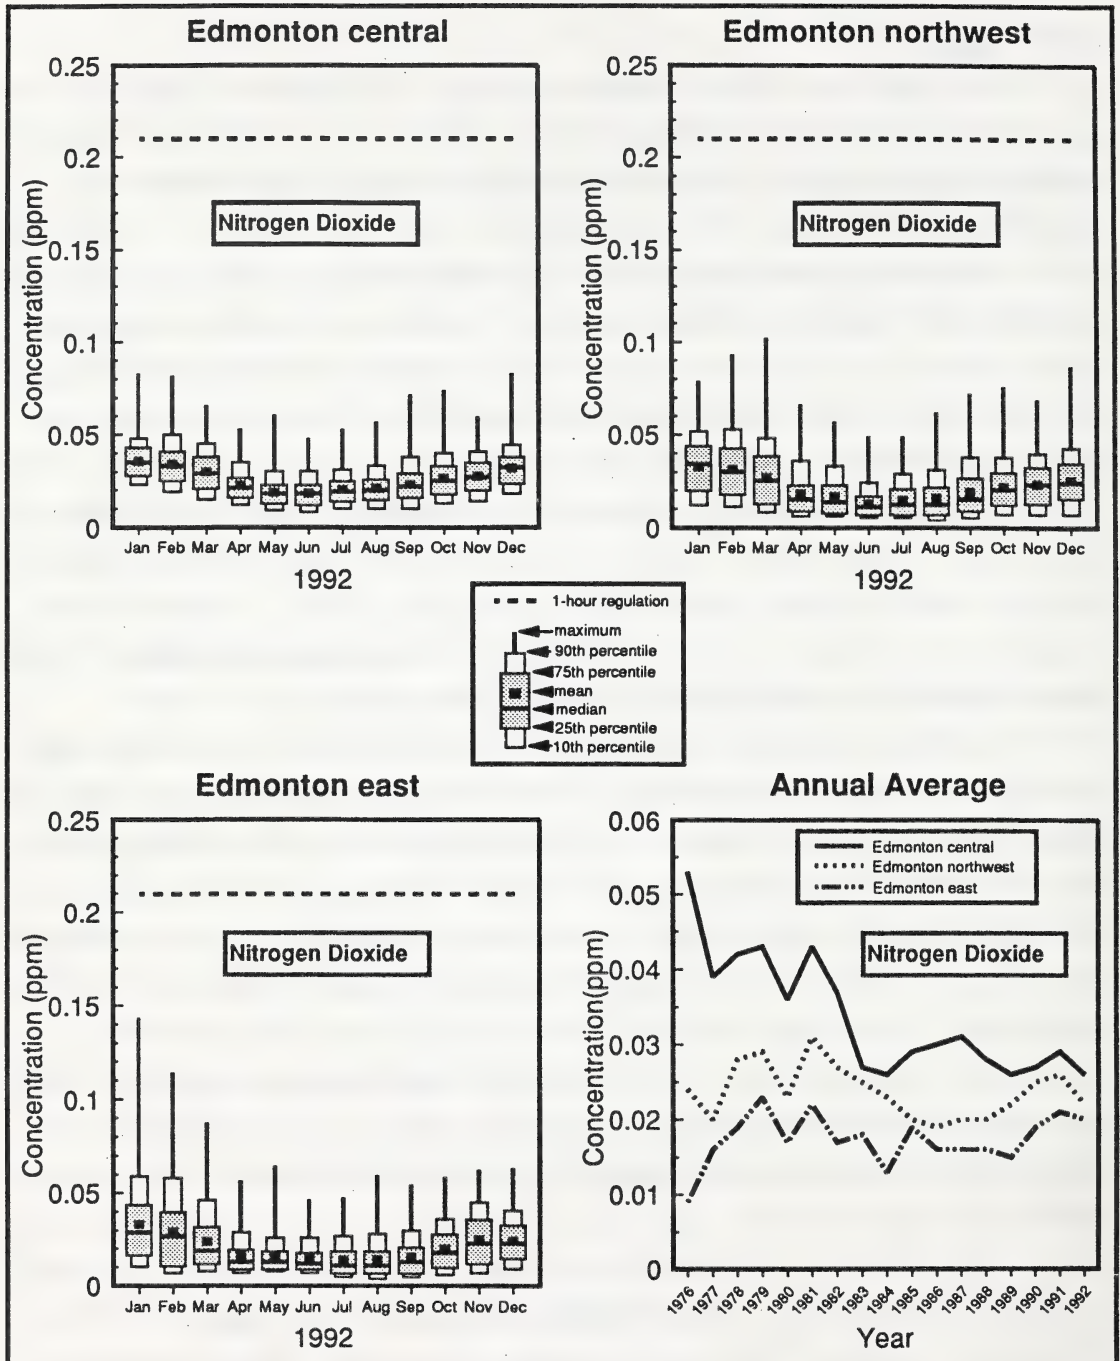 Edmonton central
0.25
0.2
0.15
0.1
0.05
0
Concentration (ppm)
Nitrogen Dioxide
Jan Feb Mar Apr May Jun Jul Aug Sep Oct Nov Dec
1992
Edmonton northwest
0.25
0.2
0.15
0.1
0.05
0
Concentration (ppm)
Nitrogen Dioxide
Jan Feb Mar Apr May Jun Jul Aug Sep Oct Nov Dec
1992
1-hour regulation
maximum
90th percentile
75th percentile
mean
median
25th percentile
10th percentile
Edmonton east
0.25
0.2
0.15
0.1
0.05
0
Concentration (ppm)
Nitrogen Dioxide
Jan Feb Mar Apr May Jun Jul Aug Sep Oct Nov Dec
1992
Annual Average
0.06
0.05
0.04
0.03
0.02
0.01
0
Concentration(ppm)
Edmonton central
Edmonton northwest
Edmonton east
Nitrogen Dioxide
1976 1977 1978 1979 1980 1981 1982 1983 1984 1985 1986 1987 1988 1989 1990 1991 1992
Year